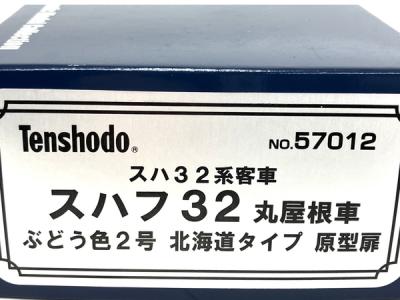 Tenshodo® NO.57012
スハ32系客車
スハフ32 丸屋根車
ぶどう色2号 北海道タイプ 原型扉